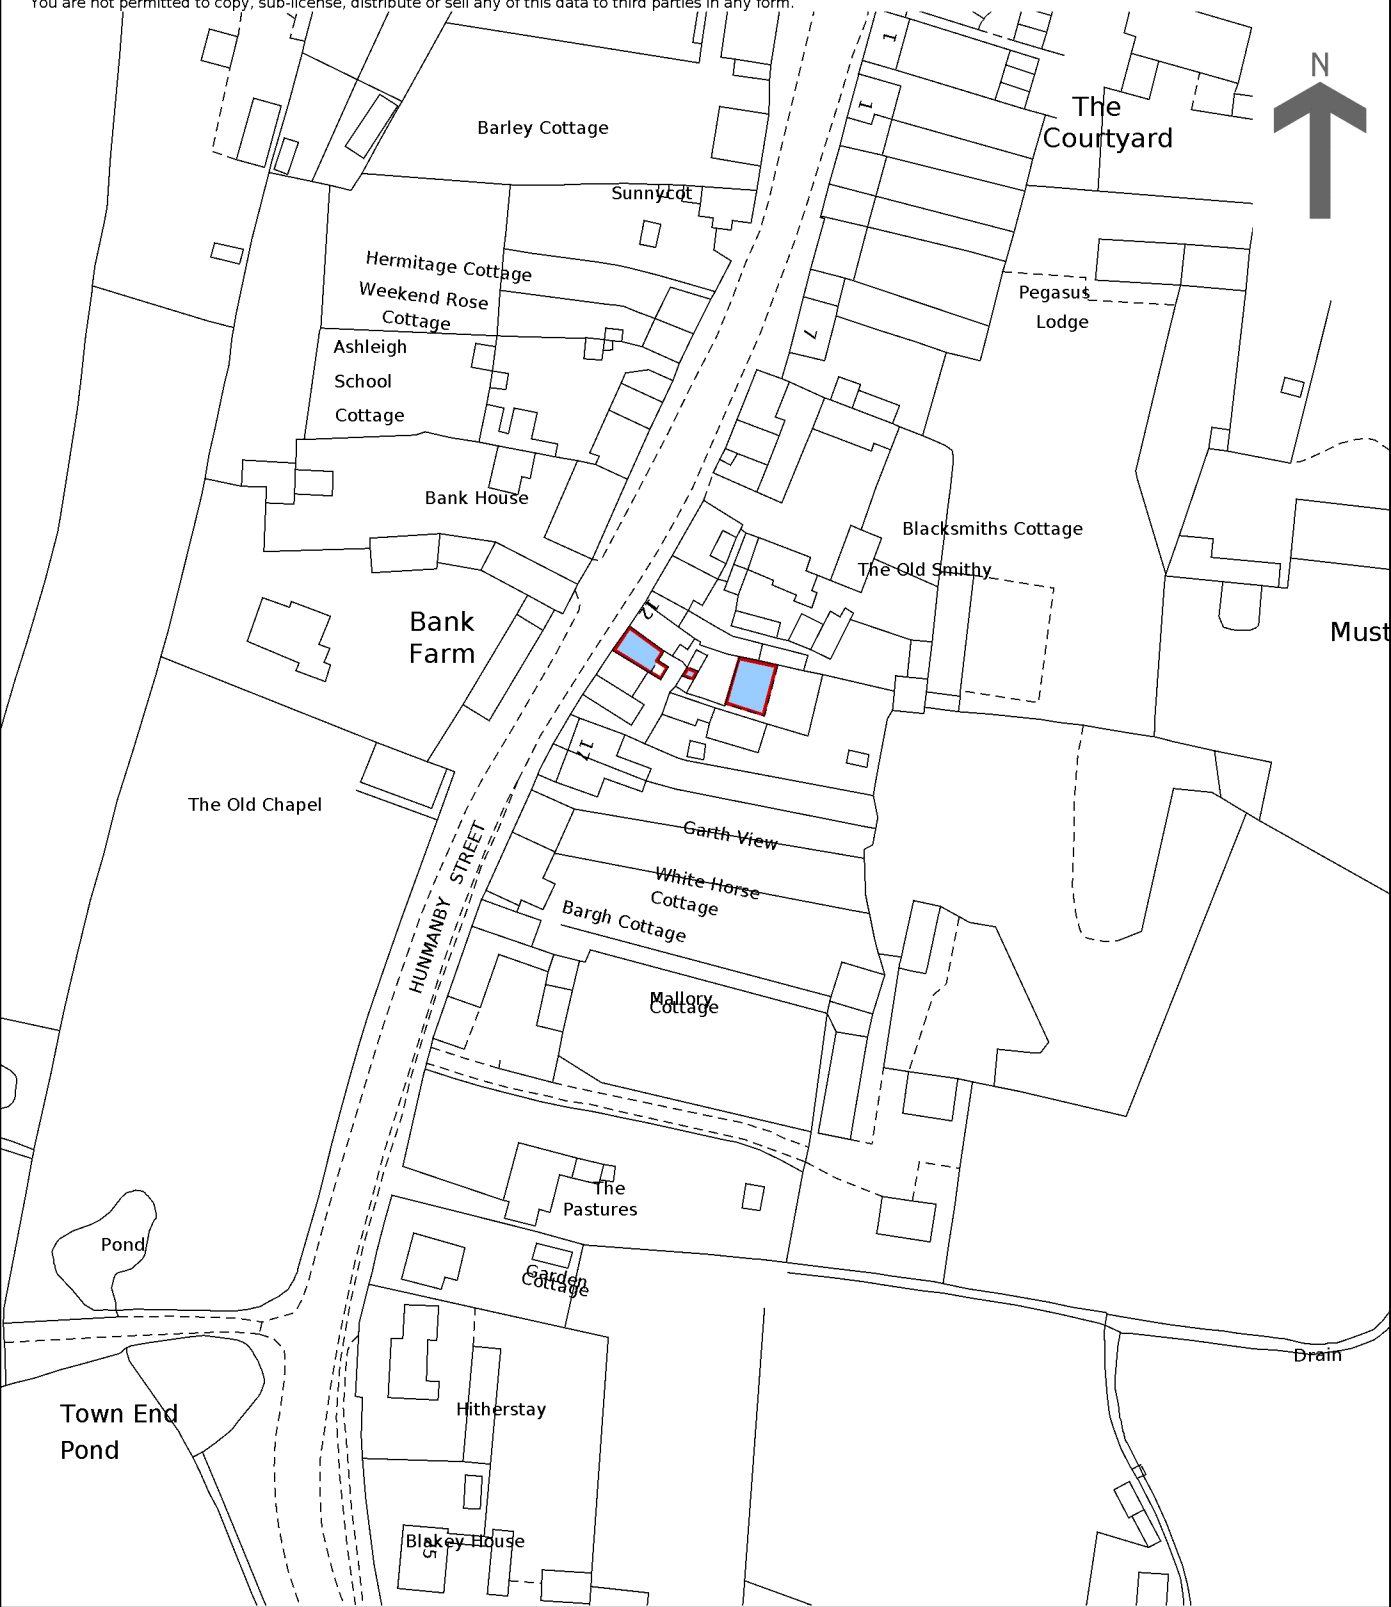 You are not permitted to copy, sub-license, distribute or sell any of this data to third parties in any form.
1
N
The
Courtyard
1
Barley Cottage
Sunnycot
Hermitage Cottage
Weekend Rose
Cottage
Pegasus
Lodge
7
Ashleigh
School
Cottage
Bank House
Blacksmiths Cottage
The Old Smithy
12
Bank
Farm
Must
17
The Old Chapel
Garth View
HUNMANBY STREET
White Horse
Cottage
Bargh Cottage
Mallory
Cottage
The
Pastures
Pond
Garden
Cottage
Drain
Town End
Pond
Hitherstay
Blakey House